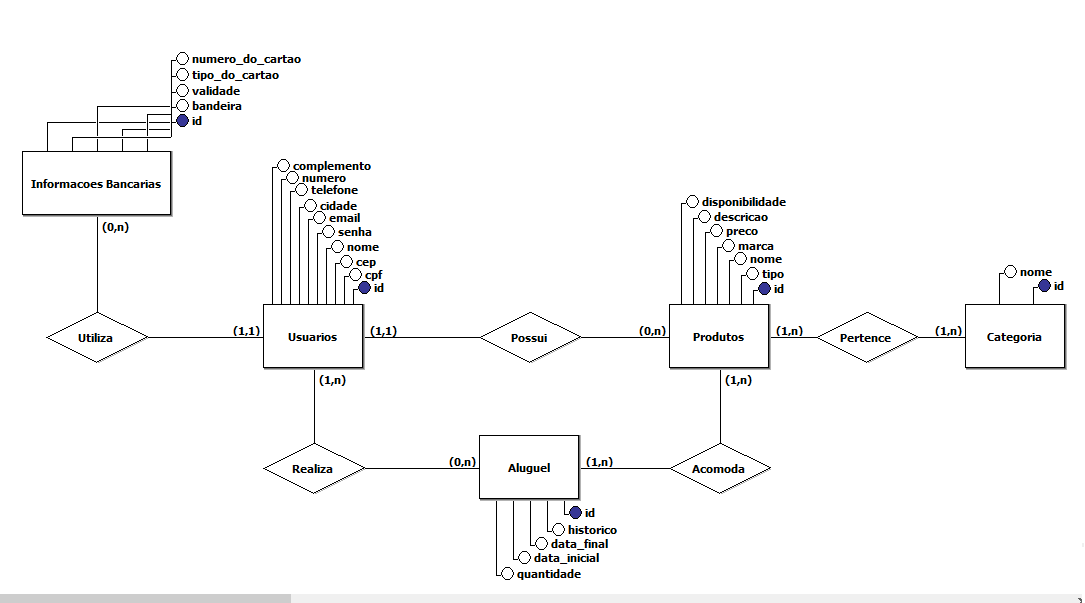 numero_do_cartao
tipo_do_cartao
validade
bandeira
id
Informacoes Bancarias
(0,n)
complemento
numero
telefone
cidade
email
senha
nome
cep
cpf
id
disponibilidade
descricao
preco
marca
nome
tipo
id
nome
id
Utiliza
(1,1)
Usuarios
(1,1)
Possui
(0,n)
Produtos
(1,n)
Pertence
(1,n)
Categoria
(1,n)
(1,n)
Realiza
(0,n)
Aluguel
(1,n)
Acomoda
id
historico
data_final
data_inicial
quantidade